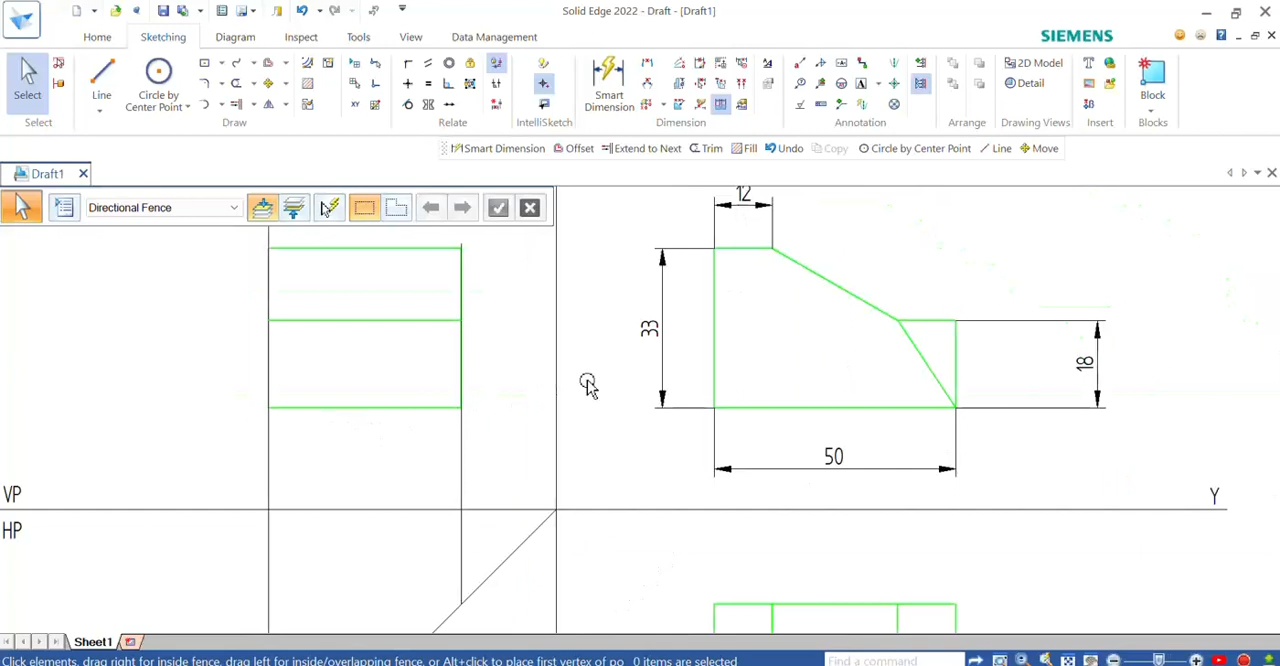 Solid Edge 2022 - Draft - [Draft1]
Home Sketching Diagram Inspect Tools View Data Management
SIEMENS
Select
Line
Circle by
Center Point
Smart
Dimension
2D Model
Detail
Block
Select
Draw
Relate
IntelliSketch
Dimension
Annotation
Arrange
Drawing Views
Insert
Blocks
Smart Dimension Offset Extend to Next Trim Fill Undo Copy Circle by Center Point Line Move
Draft1
Directional Fence
12
33
18
50
VP
Y
HP
Sheet1
Click elements, drag right for inside fence, drag left for inside/overlapping fence, or Alt+click to place first vertex of po 0 items are selected
Find a command